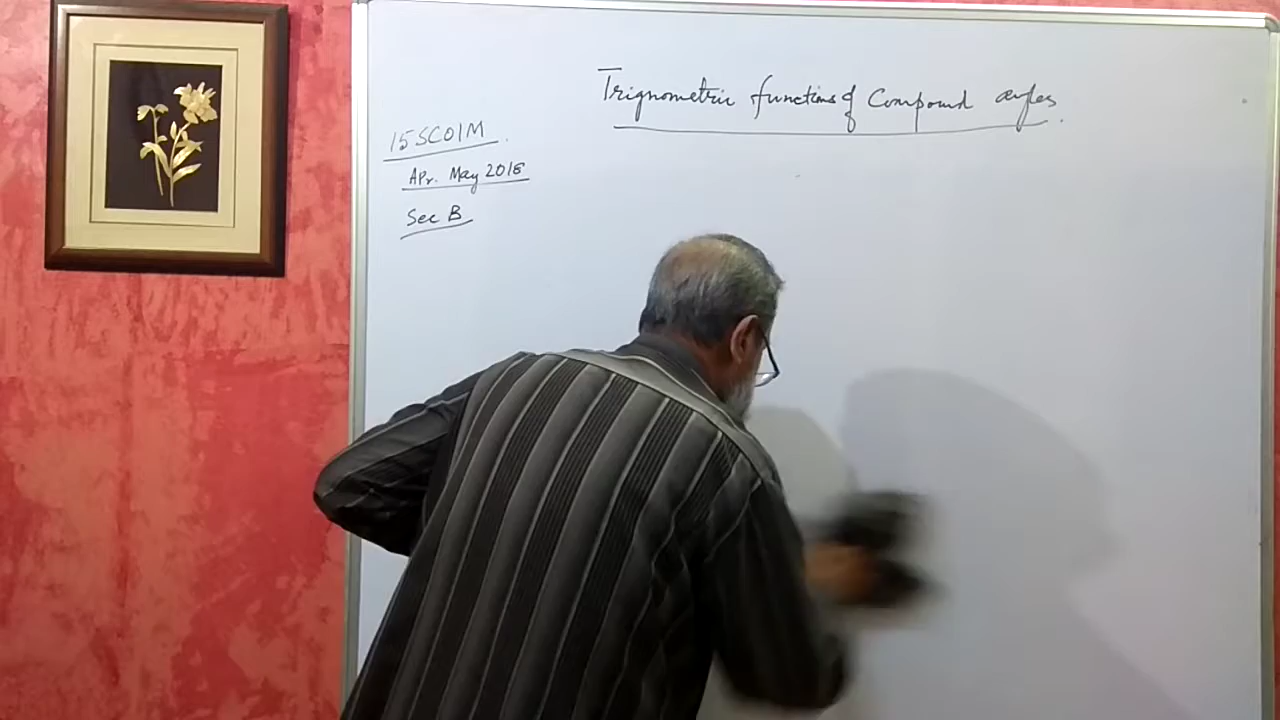 Trignometric functions of Compound angles.
15SC01M.
Apr. May 2016
Sec B